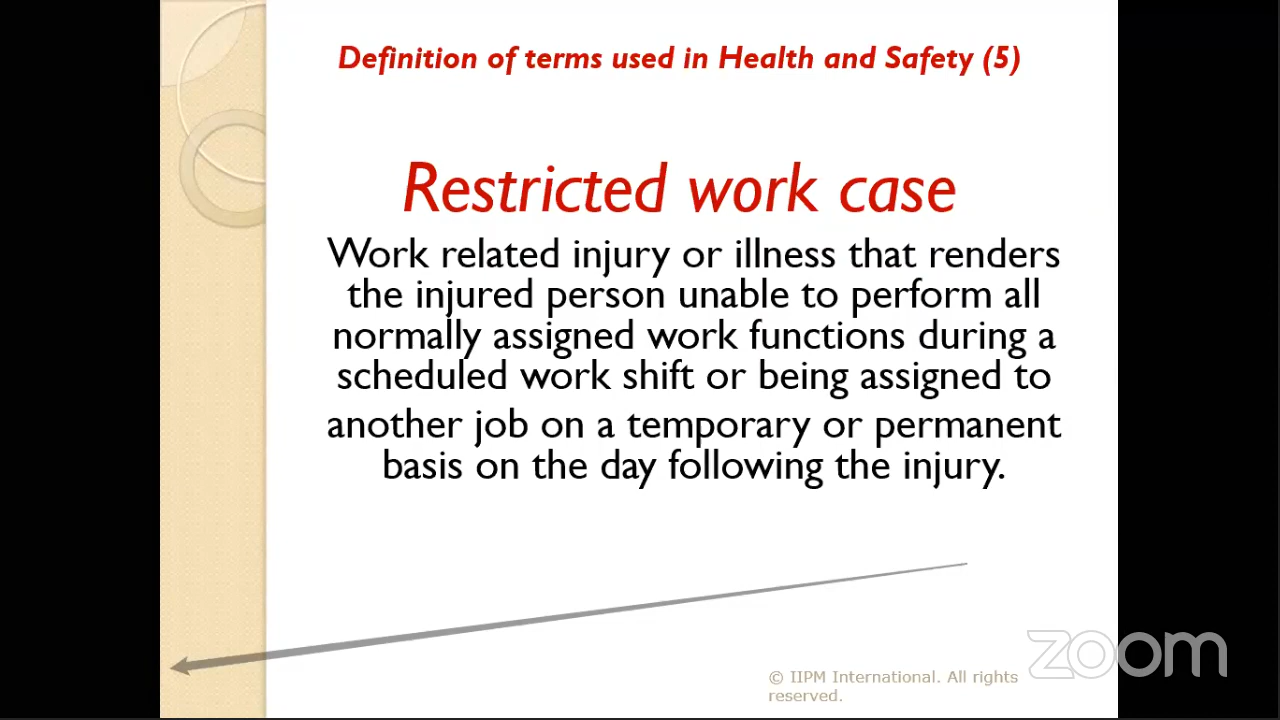 Definition of terms used in Health and Safety (5)
Restricted work case
Work related injury or illness that renders
the injured person unable to perform all
normally assigned work functions during a
scheduled work shift or being assigned to
another job on a temporary or permanent
basis on the day following the injury.
zoom
© IIPM International. All rights
reserved.